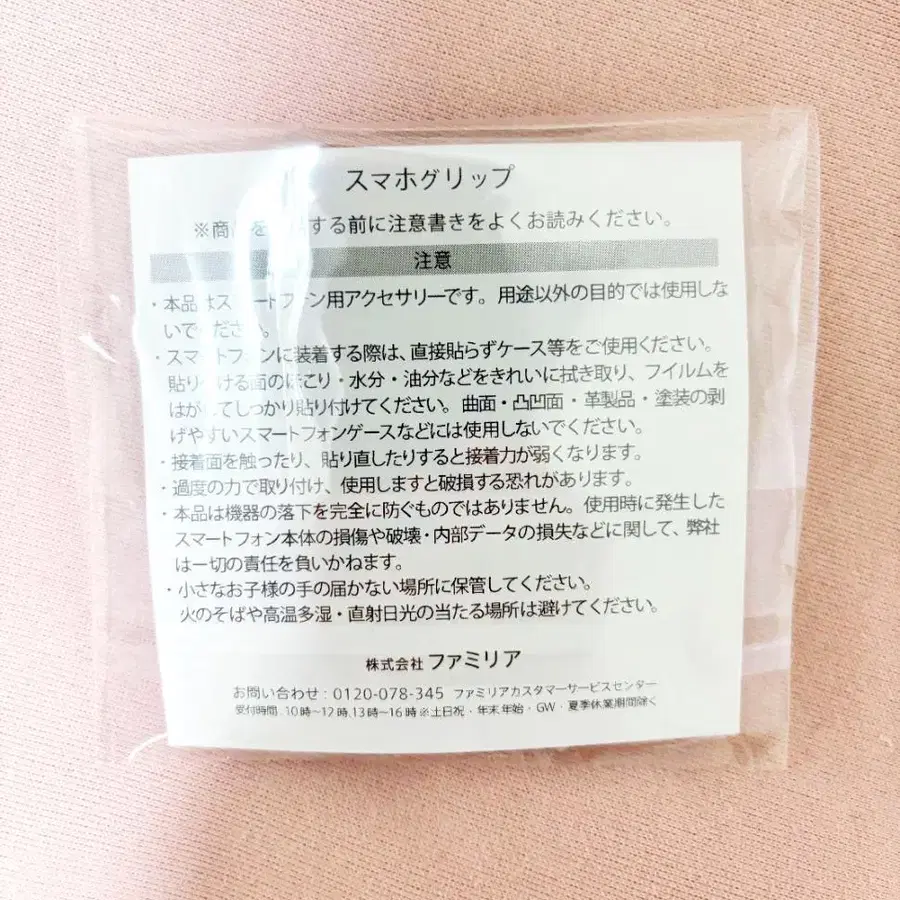 スマホグリップ
※商品を する前に注意書きをよくお読みください。
注意
・本品はスマートフォン用アクセサリーです。用途以外の目的では使用しな
いでください。
・スマートフォンに装着する際は、直接貼らずケース等をご使用ください。
貼り付ける面のほこり・水分・油分などをきれいに拭き取り、フイルムを
はがしてしっかり貼り付けてください。曲面・凸凹面・革製品・塗装の剥
げやすいスマートフォンケースなどには使用しないでください。
・接着面を触ったり、貼り直したりすると接着力が弱くなります。
・過度の力で取り付け、使用しますと破損する恐れがあります。
・本品は機器の落下を完全に防ぐものではありません。使用時に発生した
スマートフォン本体の損傷や破壊・内部データの損失などに関して、弊社
は一切の責任を負いかねます。
・小さなお子様の手の届かない場所に保管してください。
火のそばや高温多湿・直射日光の当たる場所は避けてください。
株式会社 ファミリア
お問い合わせ : 0120-078-345 ファミリアカスタマーサービスセンター
受付時間. 10時〜12時.13時〜16時 ※土日祝・年末年始・GW・夏季休業期間除く